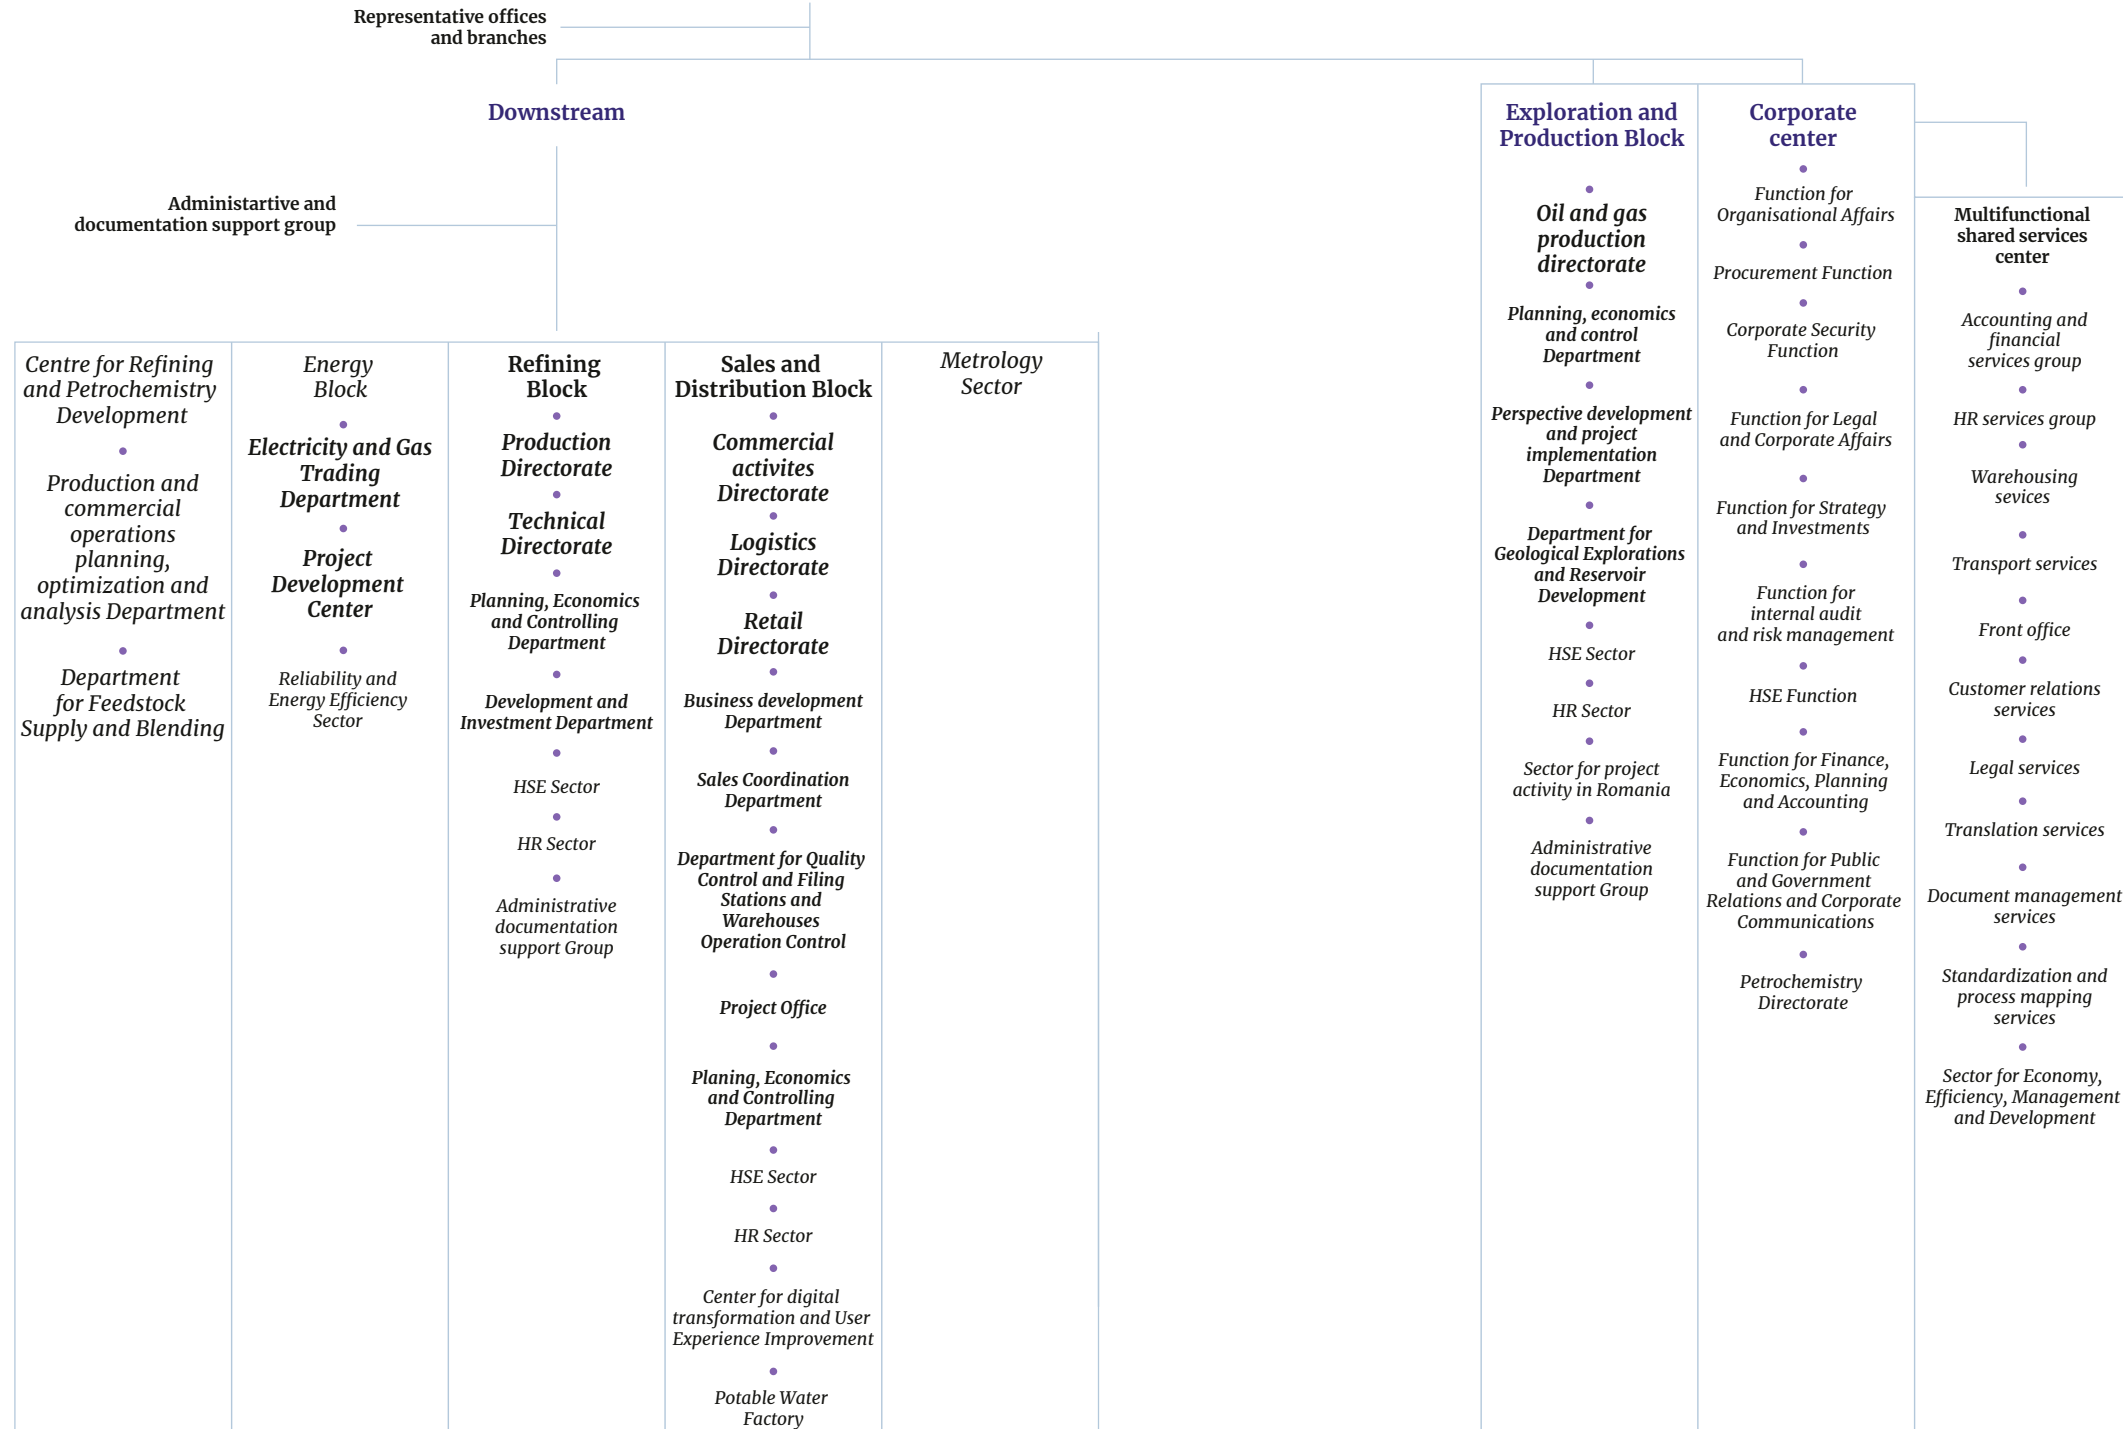 Representative offices
and branches
Downstream
Administartive and
documentation support group
Centre for Refining
and Petrochemistry
Development
Production and
commercial
operations
planning,
optimization and
analysis Department
Department
for Feedstock
Supply and Blending
Energy
Block
Electricity and Gas
Trading
Department
Project
Development
Center
Reliability and
Energy Efficiency
Sector
Refining
Block
Production
Directorate
Technical
Directorate
Planning, Economics
and Controlling
Department
Development and
Investment Department
HSE Sector
HR Sector
Administrative
documentation
support Group
Sales and
Distribution Block
Commercial
activites
Directorate
Logistics
Directorate
Retail
Directorate
Business development
Department
Sales Coordination
Department
Department for Quality
Control and Filing
Stations and
Warehouses
Operation Control
Project Office
Planing, Economics
and Controlling
Department
HSE Sector
HR Sector
Center for digital
transformation and User
Experience Improvement
Potable Water
Factory
Metrology
Sector
Exploration and
Production Block
Oil and gas
production
directorate
Planning, economics
and control
Department
Perspective development
and project
implementation
Department
Department for
Geological Explorations
and Reservoir
Development
HSE Sector
HR Sector
Sector for project
activity in Romania
Administrative
documentation
support Group
Corporate
center
Function for
Organisational Affairs
Procurement Function
Corporate Security
Function
Function for Legal
and Corporate Affairs
Function for Strategy
and Investments
Function for
internal audit
and risk management
HSE Function
Function for Finance,
Economics, Planning
and Accounting
Function for Public
and Government
Relations and Corporate
Communications
Petrochemistry
Directorate
Multifunctional
shared services
center
Accounting and
financial
services group
HR services group
Warehousing
sevices
Transport services
Front office
Customer relations
services
Legal services
Translation services
Document management
services
Standardization and
process mapping
services
Sector for Economy,
Efficiency, Management
and Development